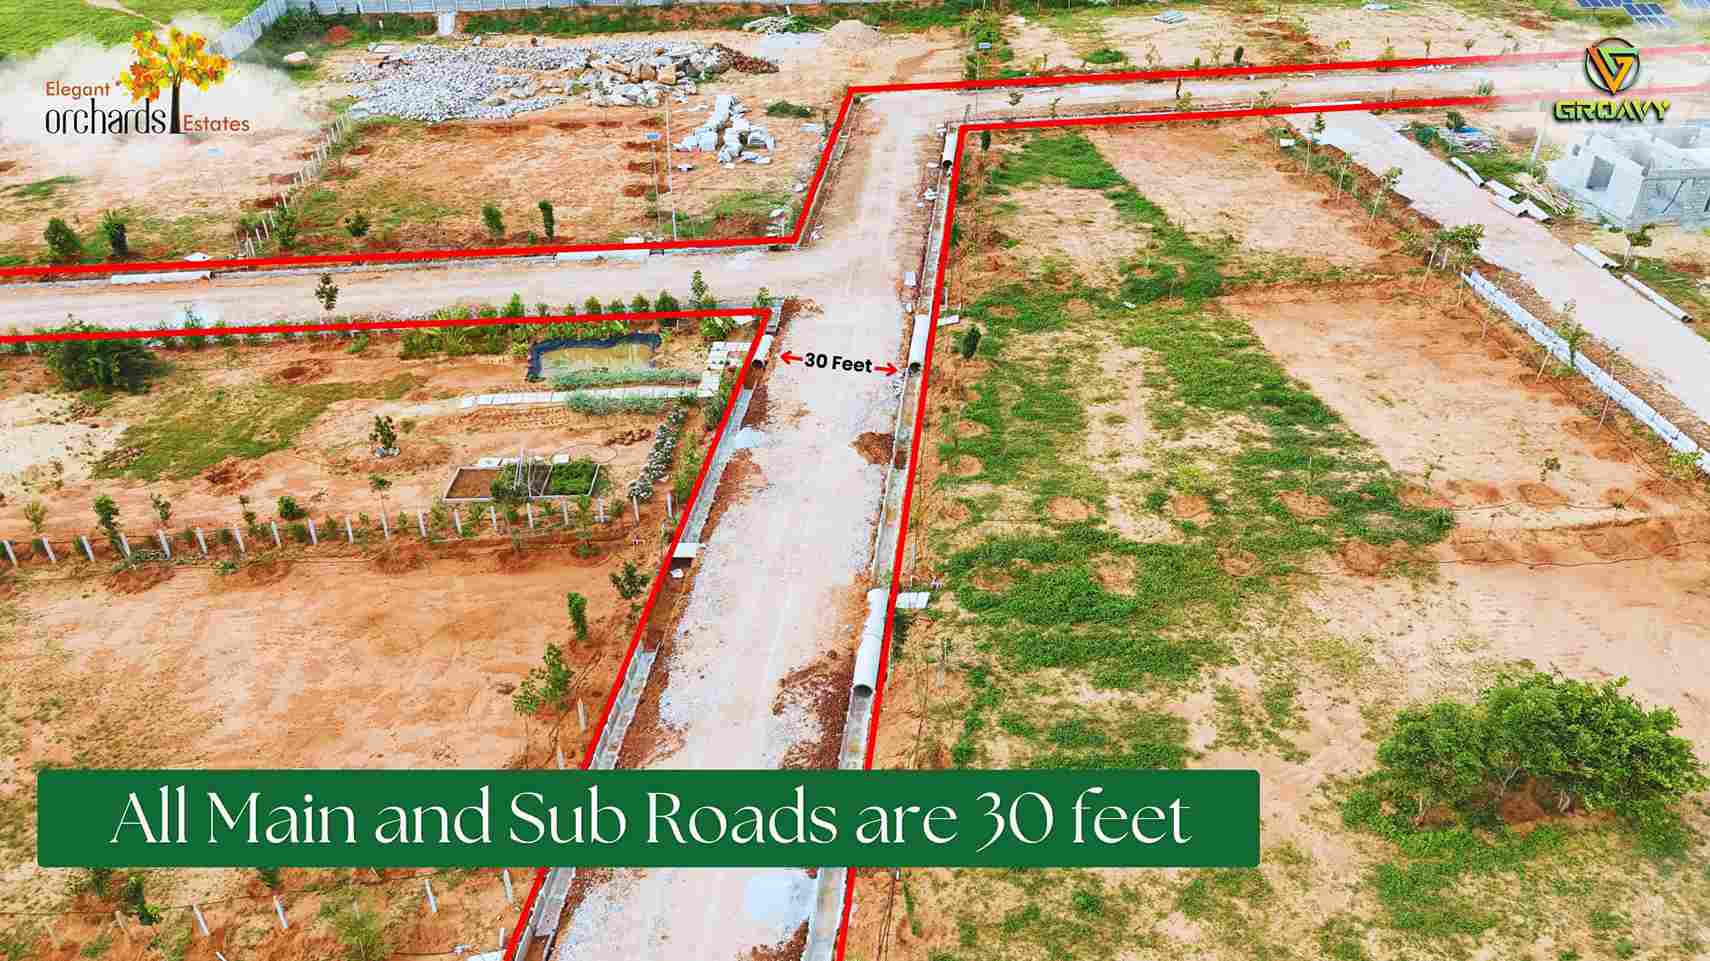 Elegant
orchards Estates
GROAVY
30 Feet
All Main and Sub Roads are 30 feet